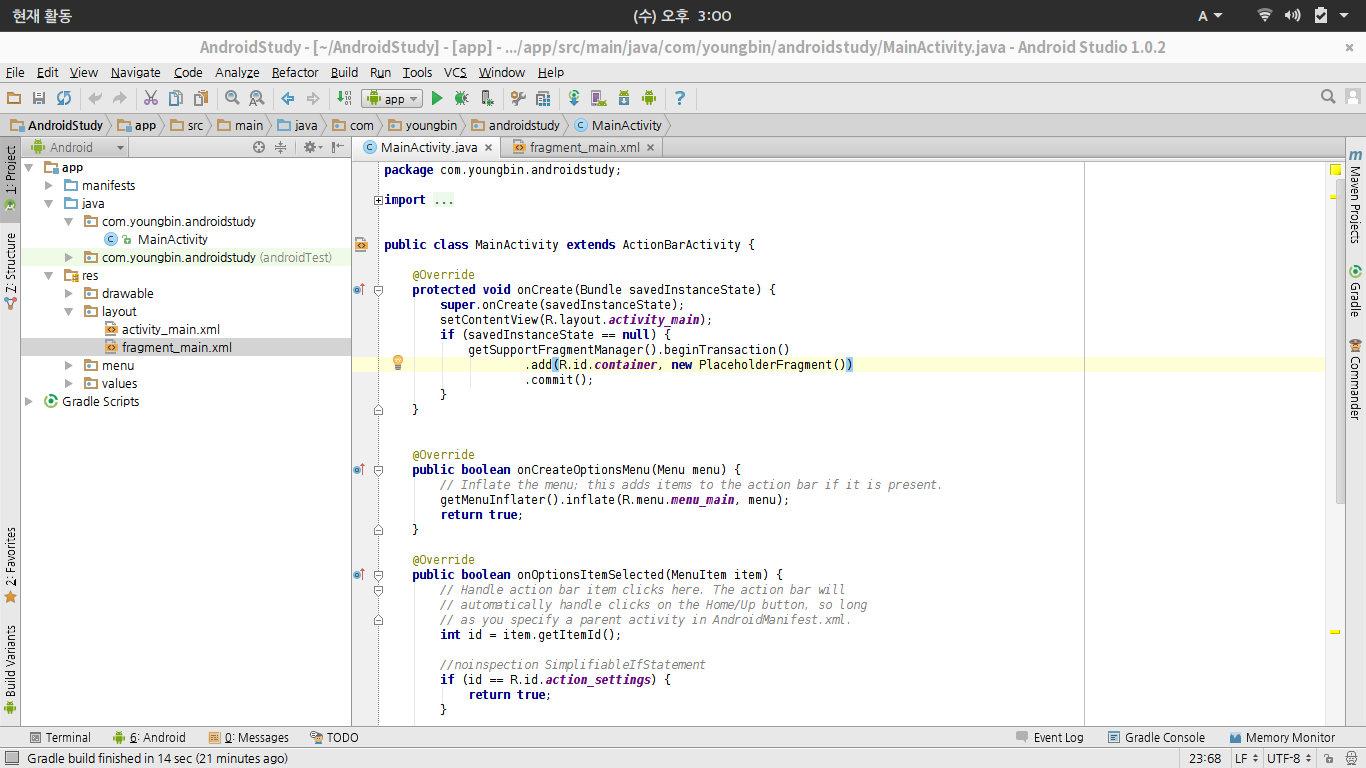 현재 활동
(수) 오후 3:00
A
AndroidStudy - [~/AndroidStudy] - [app] - .../app/src/main/java/com/youngbin/androidstudy/MainActivity.java - Android Studio 1.0.2
File Edit View Navigate Code Analyze Refactor Build Run Tools VCS Window Help
app
AndroidStudy app src main java com youngbin androidstudy MainActivity
1: Project
Z: Structure
2: Favorites
Build Variants
Android
app
manifests
java
com.youngbin.androidstudy
MainActivity
com.youngbin.androidstudy (androidTest)
res
drawable
layout
activity_main.xml
fragment_main.xml
menu
values
Gradle Scripts
MainActivity.java fragment_main.xml
package com.youngbin.androidstudy;
import ...
public class MainActivity extends ActionBarActivity {
@Override
protected void onCreate(Bundle savedInstanceState) {
super.onCreate(savedInstanceState);
setContentView(R.layout.activity_main);
if (savedInstanceState == null) {
getSupportFragmentManager().beginTransaction()
.add(R.id.container, new PlaceholderFragment())
.commit();
}
}
@Override
public boolean onCreateOptionsMenu(Menu menu) {
// Inflate the menu; this adds items to the action bar if it is present.
getMenuInflater().inflate(R.menu.menu_main, menu);
return true;
}
@Override
public boolean onOptionsItemSelected(MenuItem item) {
// Handle action bar item clicks here. The action bar will
// automatically handle clicks on the Home/Up button, so long
// as you specify a parent activity in AndroidManifest.xml.
int id = item.getItemId();
//noinspection SimplifiableIfStatement
if (id == R.id.action_settings) {
return true;
}
Maven Projects
Gradle
Commander
Terminal 6: Android 0: Messages TODO Event Log Gradle Console Memory Monitor
Gradle build finished in 14 sec (21 minutes ago) 23:68 LF UTF-8